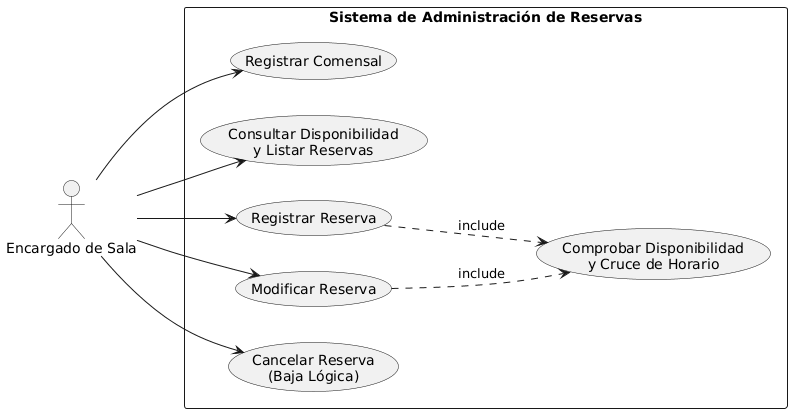 Sistema de Administración de Reservas
Registrar Comensal
Consultar Disponibilidad
y Listar Reservas
Registrar Reserva
include
Comprobar Disponibilidad
y Cruce de Horario
Encargado de Sala
include
Modificar Reserva
Cancelar Reserva
(Baja Lógica)